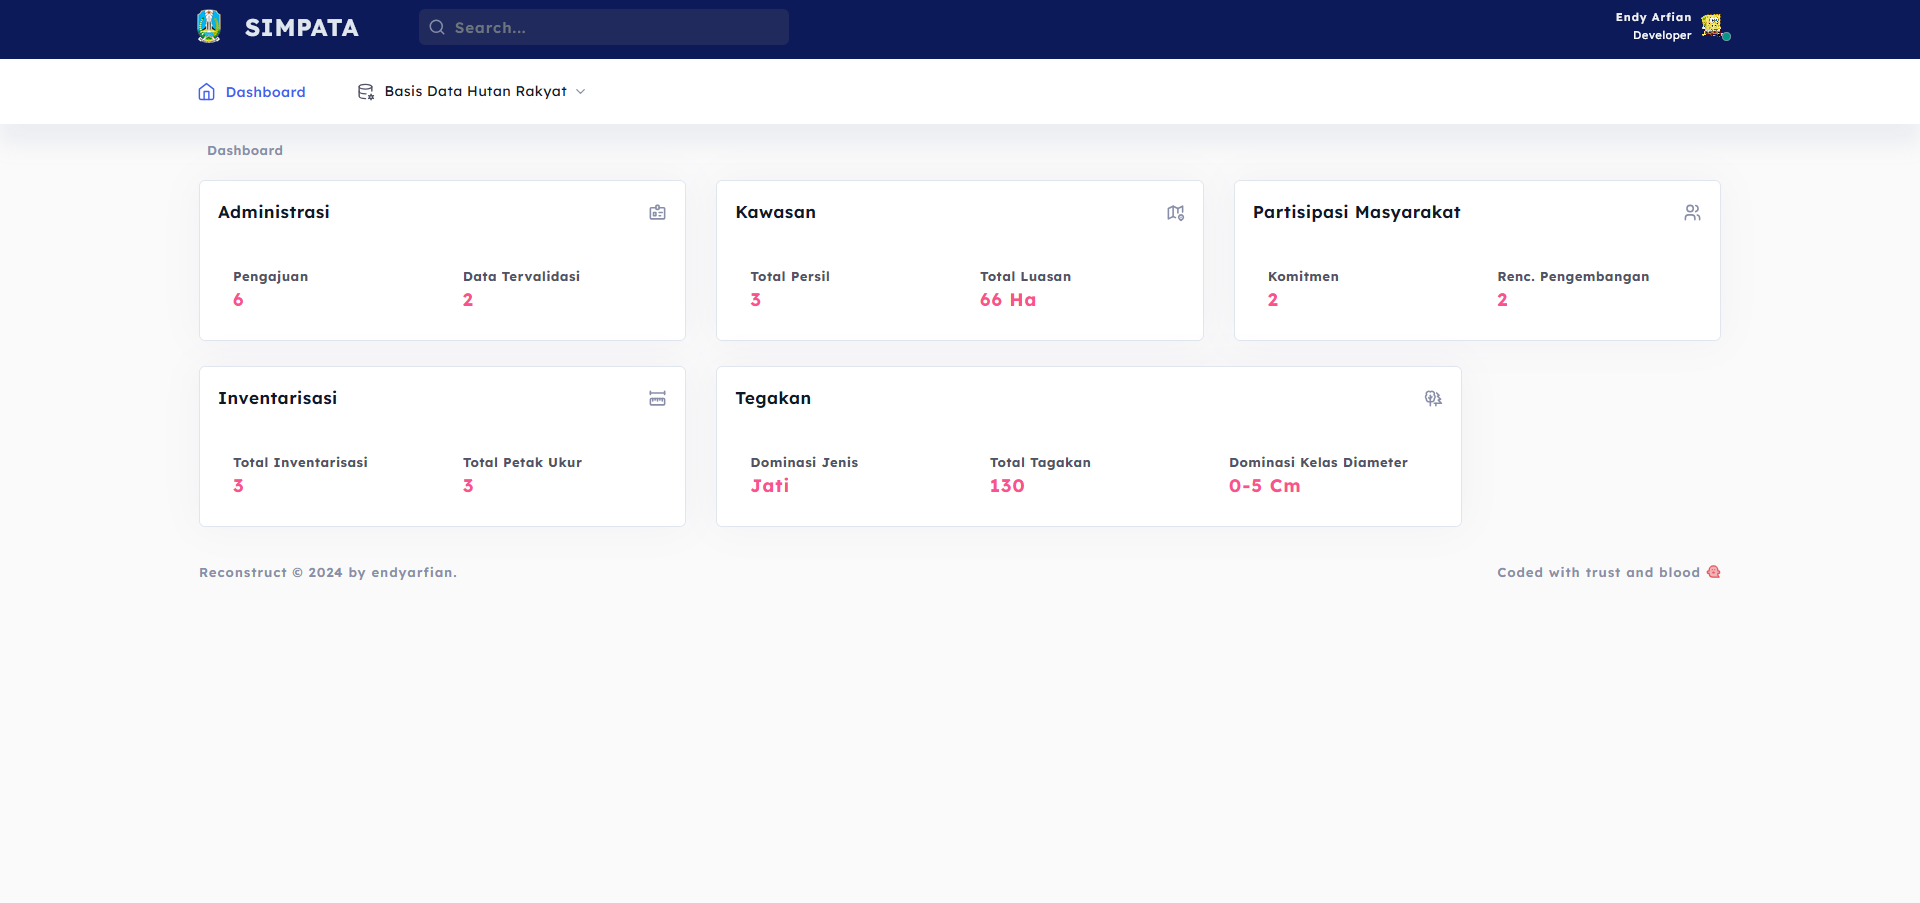 SIMPATA
Search...
Endy Arfian
Developer
Dashboard
Basis Data Hutan Rakyat
Dashboard
Administrasi
Pengajuan
6
Data Tervalidasi
2
Kawasan
Total Persil
3
Total Luasan
66 Ha
Partisipasi Masyarakat
Komitmen
2
Renc. Pengembangan
2
Inventarisasi
Total Inventarisasi
3
Total Petak Ukur
3
Tegakan
Dominasi Jenis
Jati
Total Tagakan
130
Dominasi Kelas Diameter
0-5 Cm
Reconstruct © 2024 by endyarfian.
Coded with trust and blood